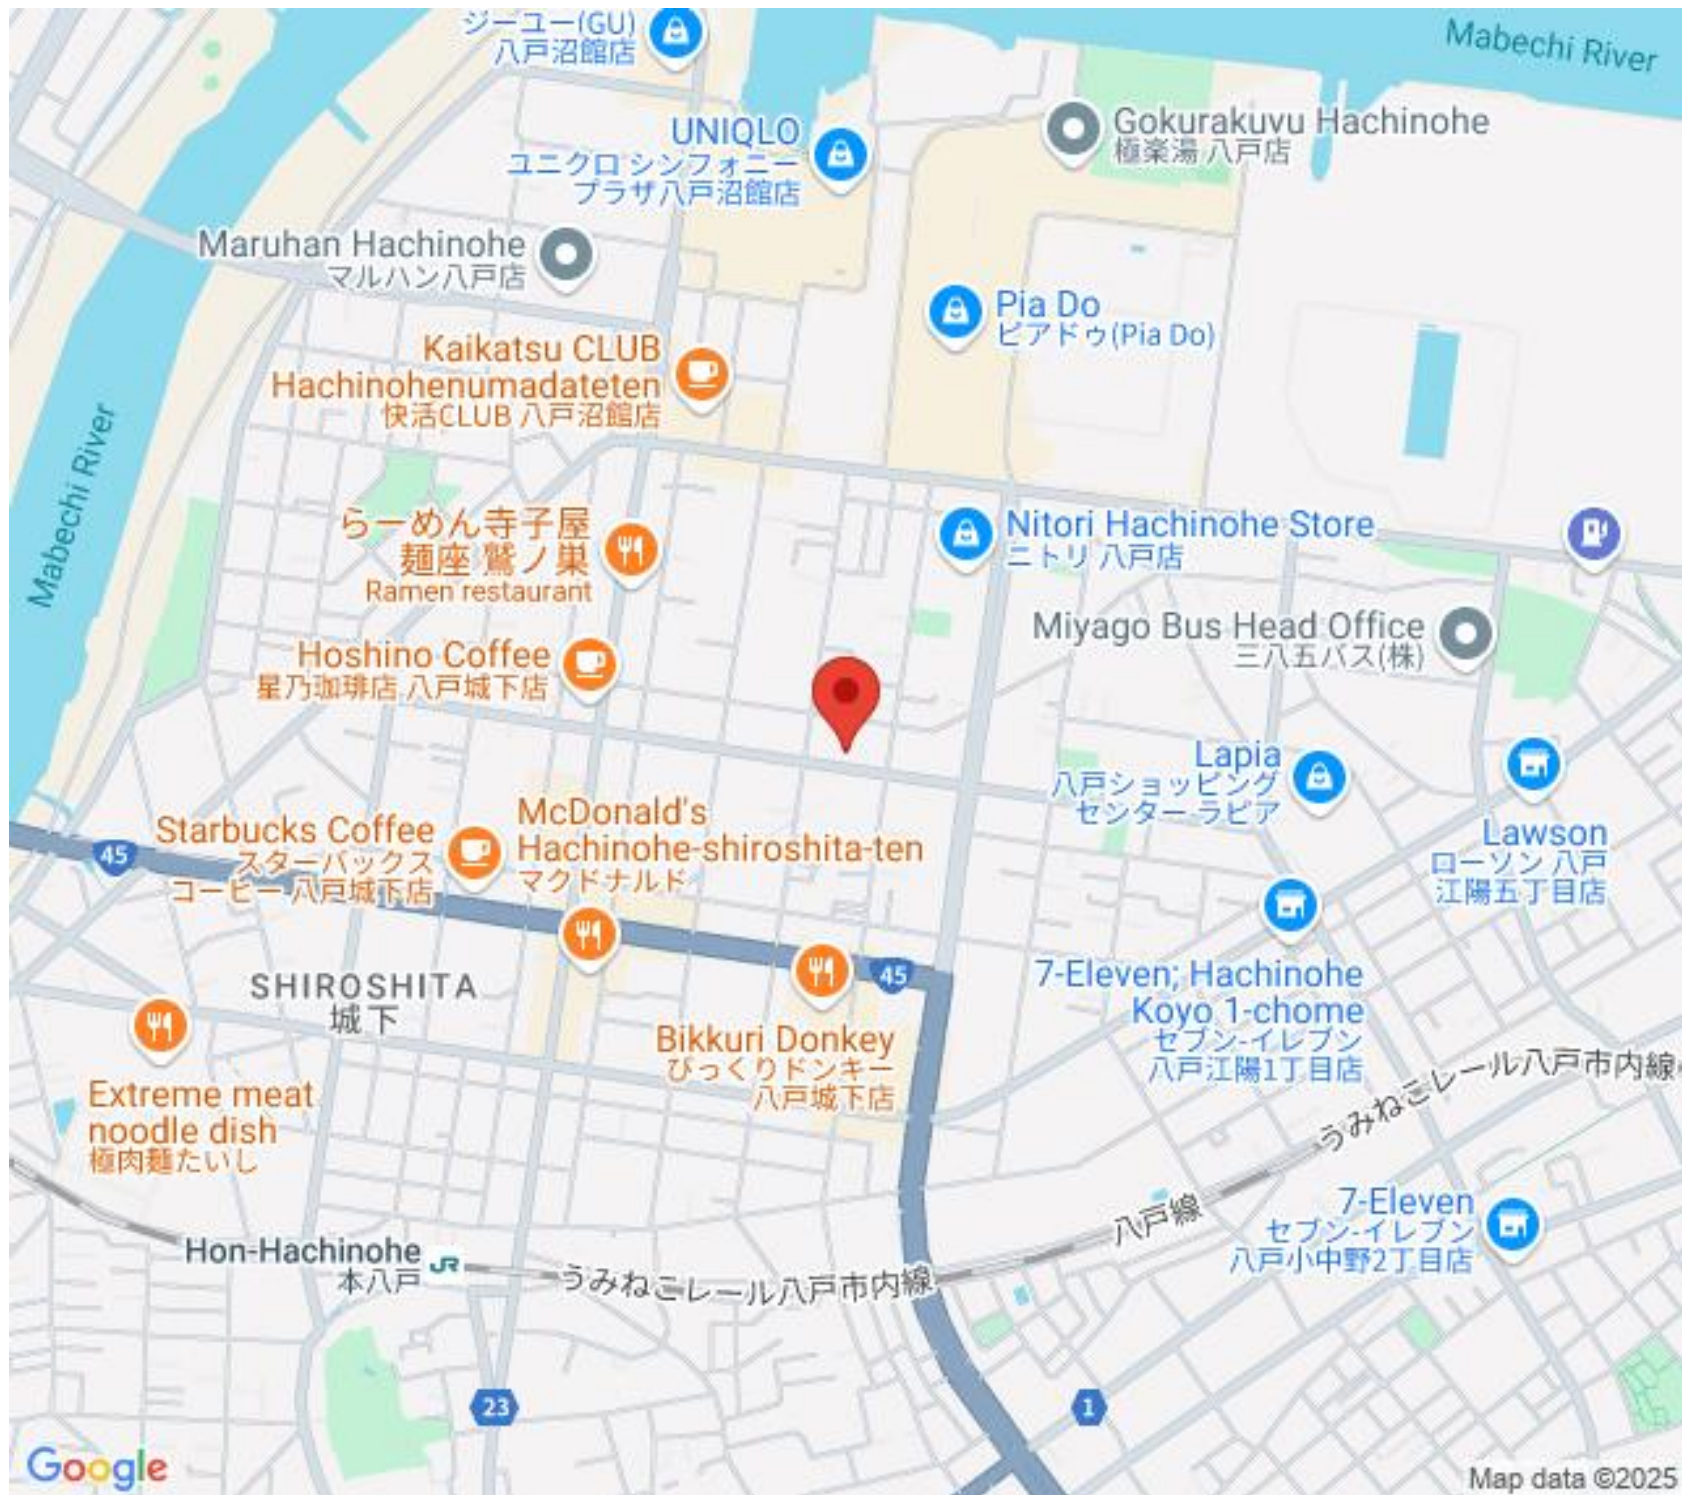 ジーユー(GU)
八戸沼館店
Mabechi River
UNIQLO
ユニクロ シンフォニー
プラザ八戸沼館店
Gokurakuyu Hachinohe
極楽湯 八戸店
Maruhan Hachinohe
マルハン八戸店
Pia Do
ピアドゥ(Pia Do)
Kaikatsu CLUB
Hachinohenumadateten
快活CLUB 八戸沼館店
Mabechi River
らーめん寺子屋
麺座 鷲ノ巣
Ramen restaurant
Nitori Hachinohe Store
ニトリ 八戸店
Miyago Bus Head Office
三八五バス(株)
Hoshino Coffee
星乃珈琲店 八戸城下店
Lapia
八戸ショッピング
センター ラピア
Starbucks Coffee
スターバックス
コーヒー 八戸城下店
McDonald's
Hachinohe-shiroshita-ten
マクドナルド
Lawson
ローソン 八戸
江陽五丁目店
45
45
SHIROSHITA
城下
7-Eleven; Hachinohe
Koyo 1-chome
セブン-イレブン
八戸江陽1丁目店
Bikkuri Donkey
びっくりドンキー
八戸城下店
Extreme meat
noodle dish
極肉麺たいし
うみねこレール八戸市内線
八戸線
7-Eleven
セブン-イレブン
八戸小中野2丁目店
Hon-Hachinohe
本八戸
JR
うみねこレール八戸市内線
23
1
Google
Map data ©2025